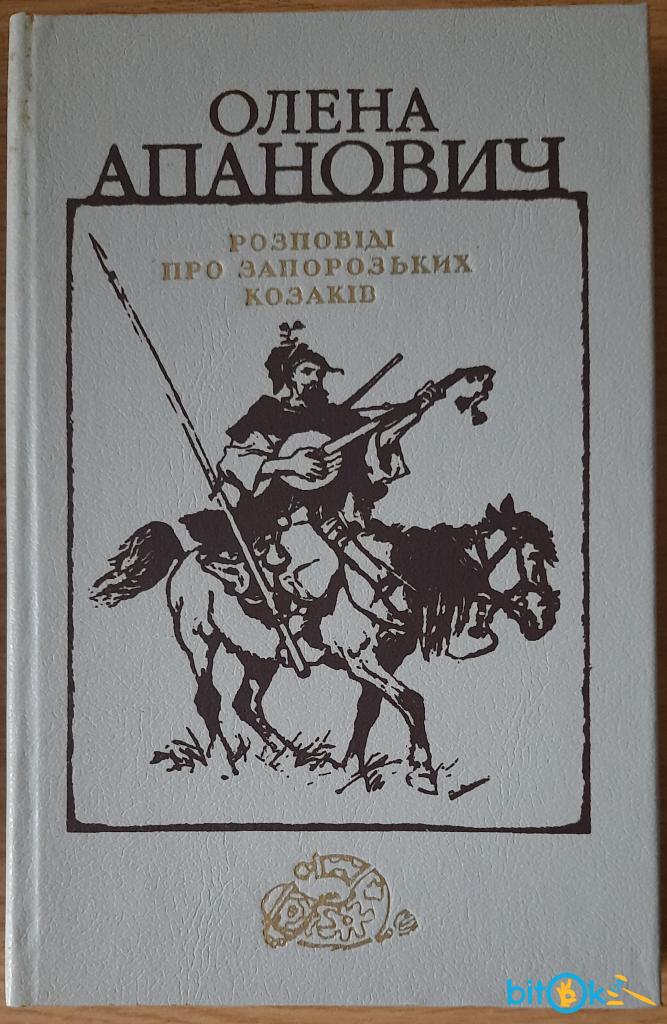 ОЛЕНА
АПАНОВИЧ
РОЗПОВІДІ
ПРО ЗАПОРОЗЬКИХ
КОЗАКІВ
bitOk